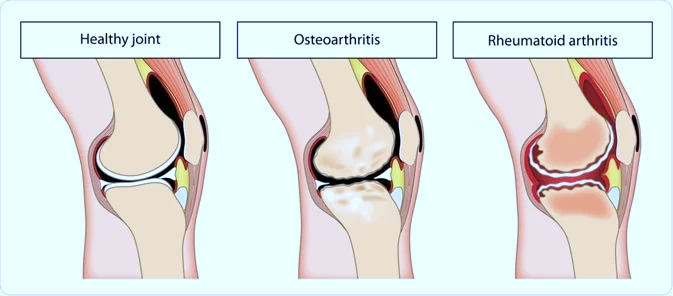 Healthy joint
Osteoarthritis
Rheumatoid arthritis